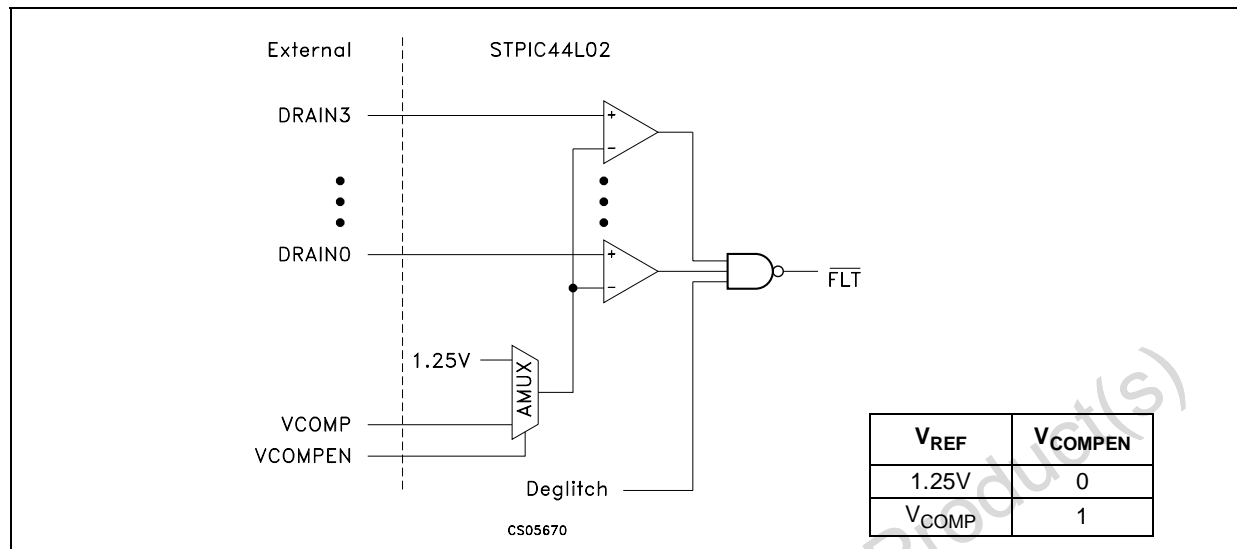 External STPIC44L02
DRAIN3
+
−
DRAIN0
+
−
FLT
1.25V
AMUX
VCOMP
VCOMPEN
Deglitch
CS05670
VREF VCOMPEN
1.25V 0
VCOMP 1
Product(s)